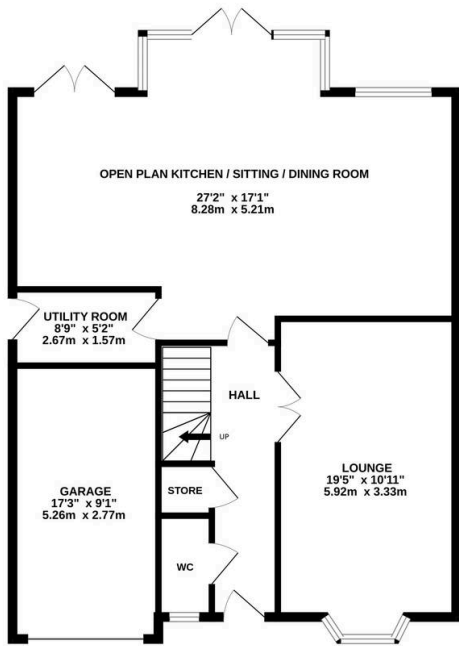 OPEN PLAN KITCHEN / SITTING / DINING ROOM
27'2" x 17'1"
8.28m x 5.21m
UTILITY ROOM
8'9" x 5'2"
2.67m x 1.57m
HALL
UP
LOUNGE
19'5" x 10'11"
5.92m x 3.33m
STORE
GARAGE
17'3" x 9'1"
5.26m x 2.77m
WC